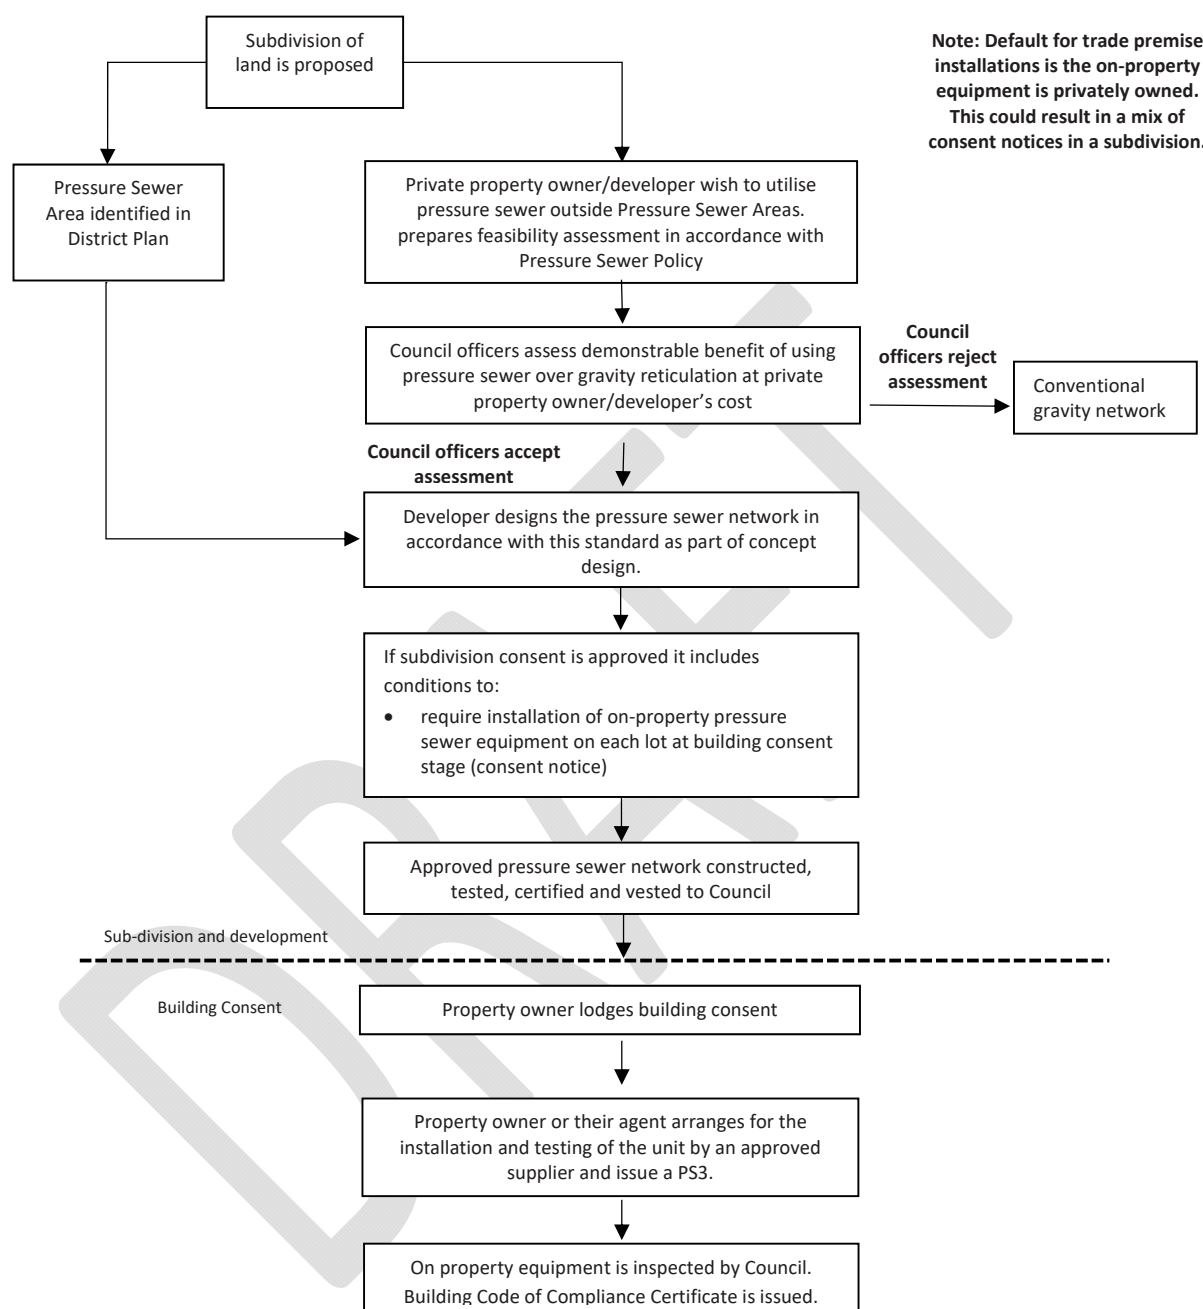 Subdivision of
land is proposed
Note: Default for trade premise
installations is the on-property
equipment is privately owned.
This could result in a mix of
consent notices in a subdivision.
Pressure Sewer
Area identified in
District Plan
Private property owner/developer wish to utilise
pressure sewer outside Pressure Sewer Areas.
prepares feasibility assessment in accordance with
Pressure Sewer Policy
Council officers assess demonstrable benefit of using
pressure sewer over gravity reticulation at private
property owner/developer’s cost
Council
officers reject
assessment
Conventional
gravity network
Council officers accept
assessment
Developer designs the pressure sewer network in
accordance with this standard as part of concept
design.
If subdivision consent is approved it includes
conditions to:
• require installation of on-property pressure
sewer equipment on each lot at building consent
stage (consent notice)
Approved pressure sewer network constructed,
tested, certified and vested to Council
Sub-division and development
Building Consent
Property owner lodges building consent
Property owner or their agent arranges for the
installation and testing of the unit by an approved
supplier and issue a PS3.
On property equipment is inspected by Council.
Building Code of Compliance Certificate is issued.
DRAFT